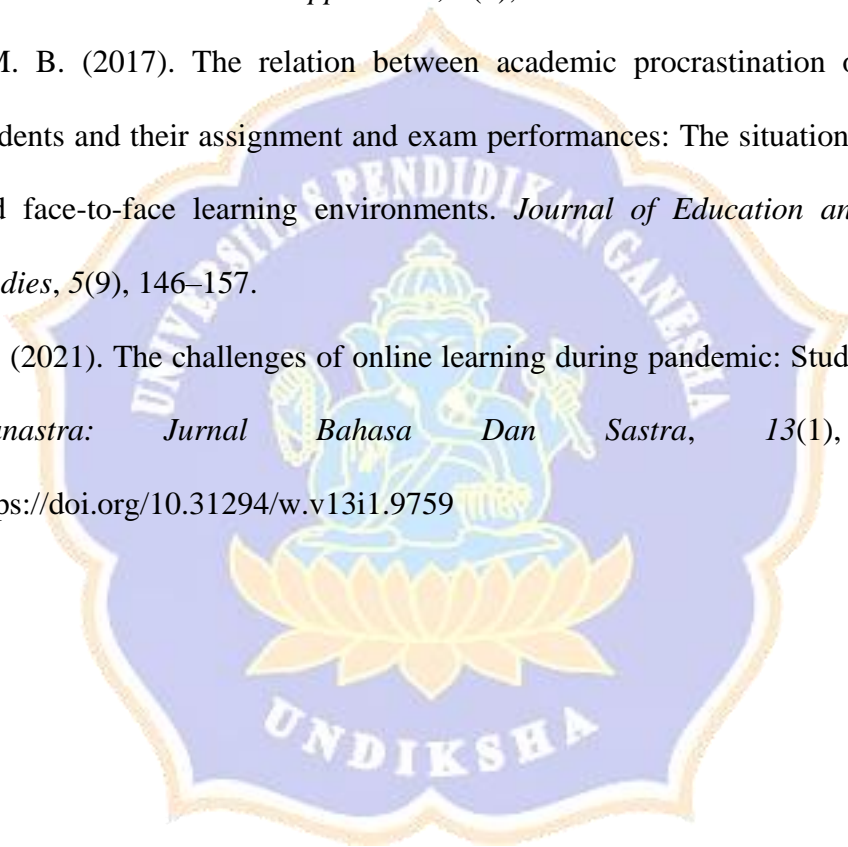 M. B. (2017). The relation between academic procrastination
dents and their assignment and exam performances: The situation
face-to-face learning environments. Journal of Education
dies, 5(9), 146–157.
(2021). The challenges of online learning during pandemic: Stud
nastra: Jurnal Bahasa Dan Sastra, 13(1),
ps://doi.org/10.31294/w.v13i1.9759
UNIVERSITAS PENDIDIKAN GANESHA
UNDIKSHA